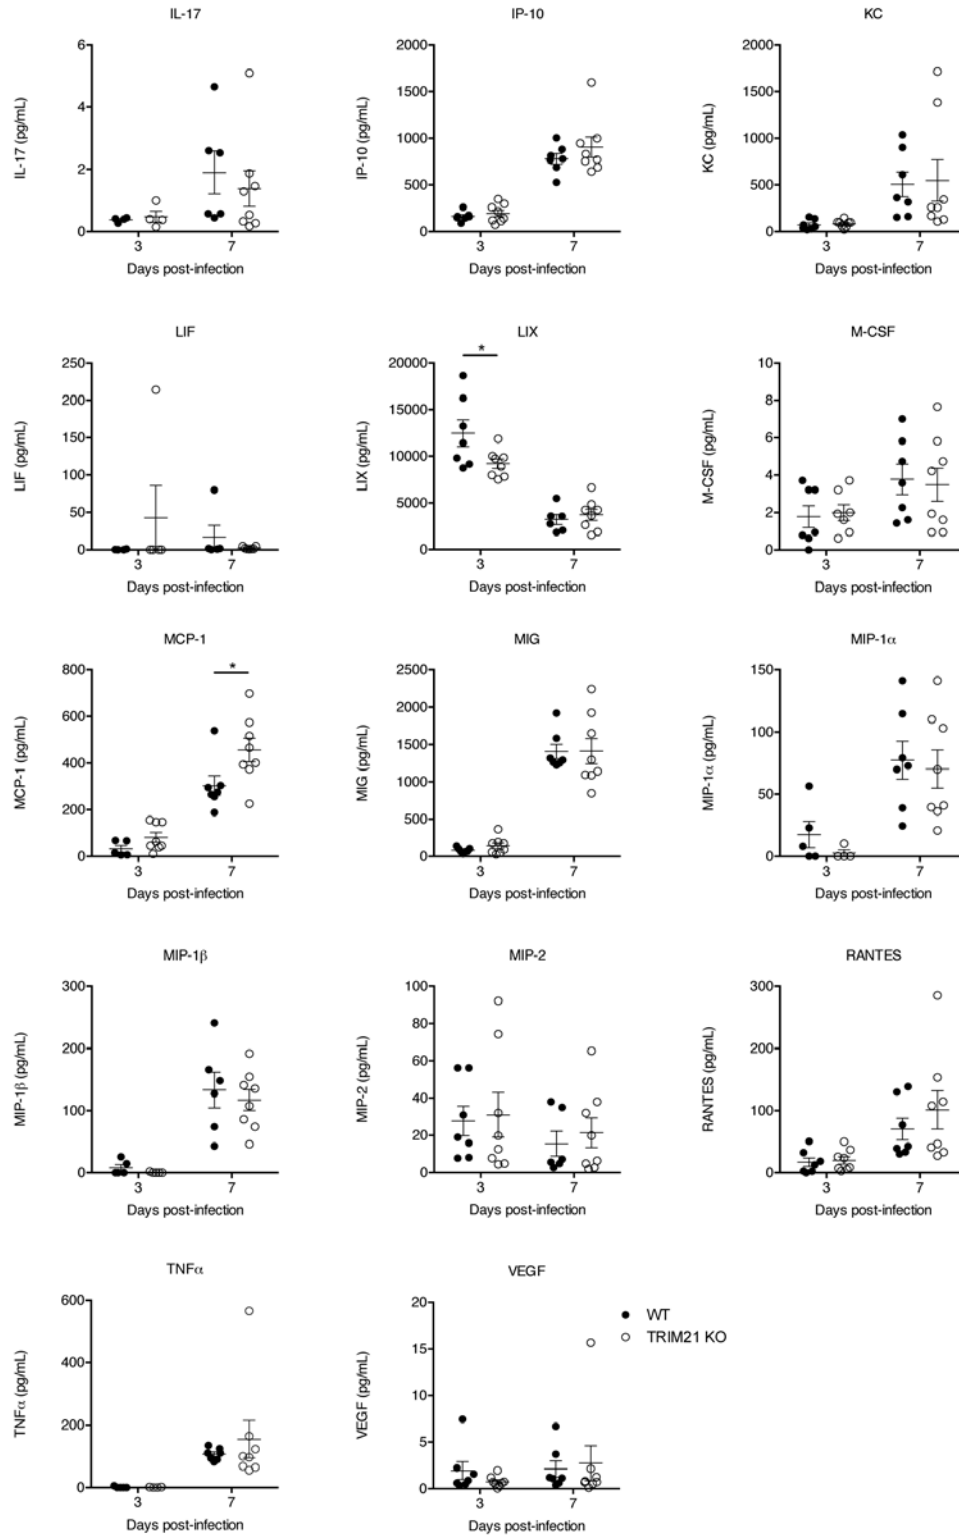 IL-17
IP-10
KC
IL-17 (pg/mL)
6
4
2
0
3
7
Days post-infection
IP-10 (pg/mL)
2000
1500
1000
500
0
3
7
Days post-infection
KC (pg/mL)
2000
1500
1000
500
0
3
7
Days post-infection
LIF
LIX
M-CSF
LIF (pg/mL)
250
200
150
100
50
0
3
7
Days post-infection
LIX (pg/mL)
20000
15000
10000
5000
0
*
3
7
Days post-infection
M-CSF (pg/mL)
10
8
6
4
2
0
3
7
Days post-infection
MCP-1
MIG
MIP-1α
MCP-1 (pg/mL)
800
600
400
200
0
*
3
7
Days post-infection
MIG (pg/mL)
2500
2000
1500
1000
500
0
3
7
Days post-infection
MIP-1α (pg/mL)
150
100
50
0
3
7
Days post-infection
MIP-1β
MIP-2
RANTES
MIP-1β (pg/mL)
300
200
100
0
3
7
Days post-infection
MIP-2 (pg/mL)
100
80
60
40
20
0
3
7
Days post-infection
RANTES (pg/mL)
300
200
100
0
3
7
Days post-infection
TNFα
VEGF
TNFα (pg/mL)
600
400
200
0
3
7
Days post-infection
VEGF (pg/mL)
20
15
10
5
0
3
7
Days post-infection
WT
TRIM21 KO